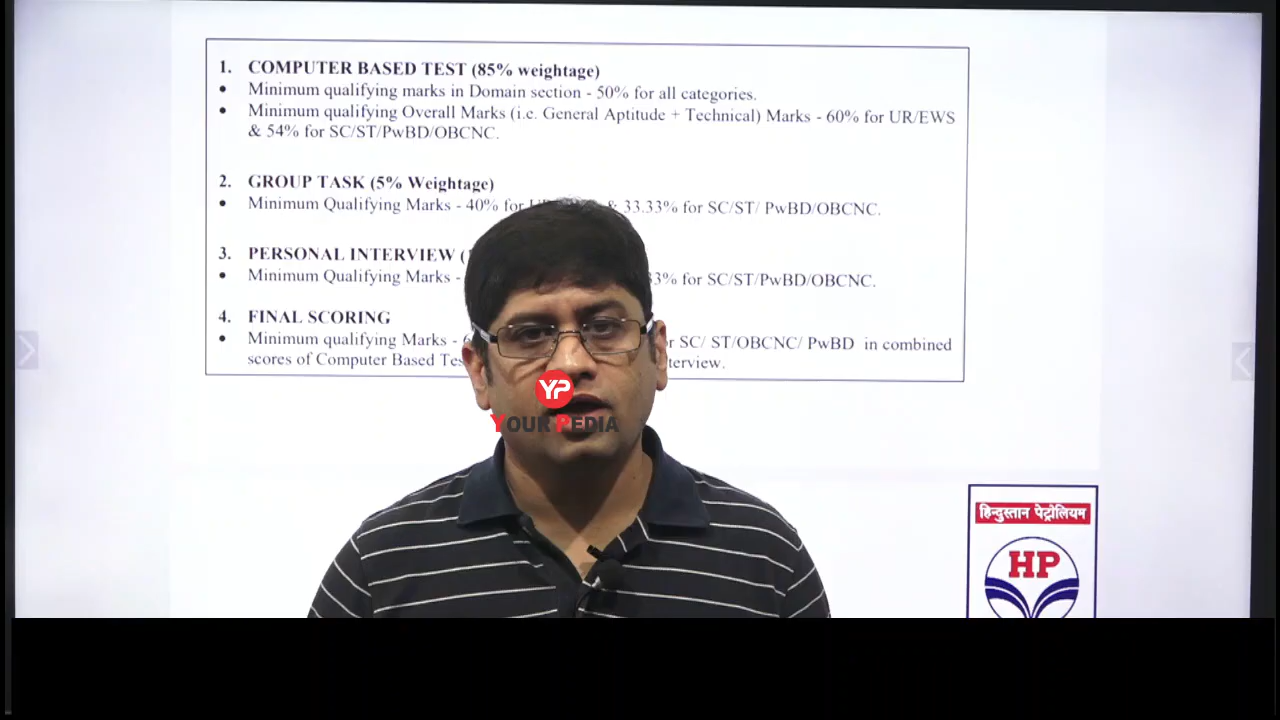 1. COMPUTER BASED TEST (85% weightage)
• Minimum qualifying marks in Domain section - 50% for all categories.
• Minimum qualifying Overall Marks (i.e. General Aptitude + Technical) Marks - 60% for UR/EWS
& 54% for SC/ST/PwBD/OBCNC.
2. GROUP TASK (5% Weightage)
• Minimum Qualifying Marks - 40% for & 33.33% for SC/ST/ PwBD/OBCNC.
3. PERSONAL INTERVIEW (
• Minimum Qualifying Marks - 33% for SC/ST/PwBD/OBCNC.
4. FINAL SCORING
• Minimum qualifying Marks - SC/ ST/OBCNC/ PwBD in combined
scores of Computer Based
YP
YOUR PEDIA
हिन्दुस्तान पेट्रोलियम
HP